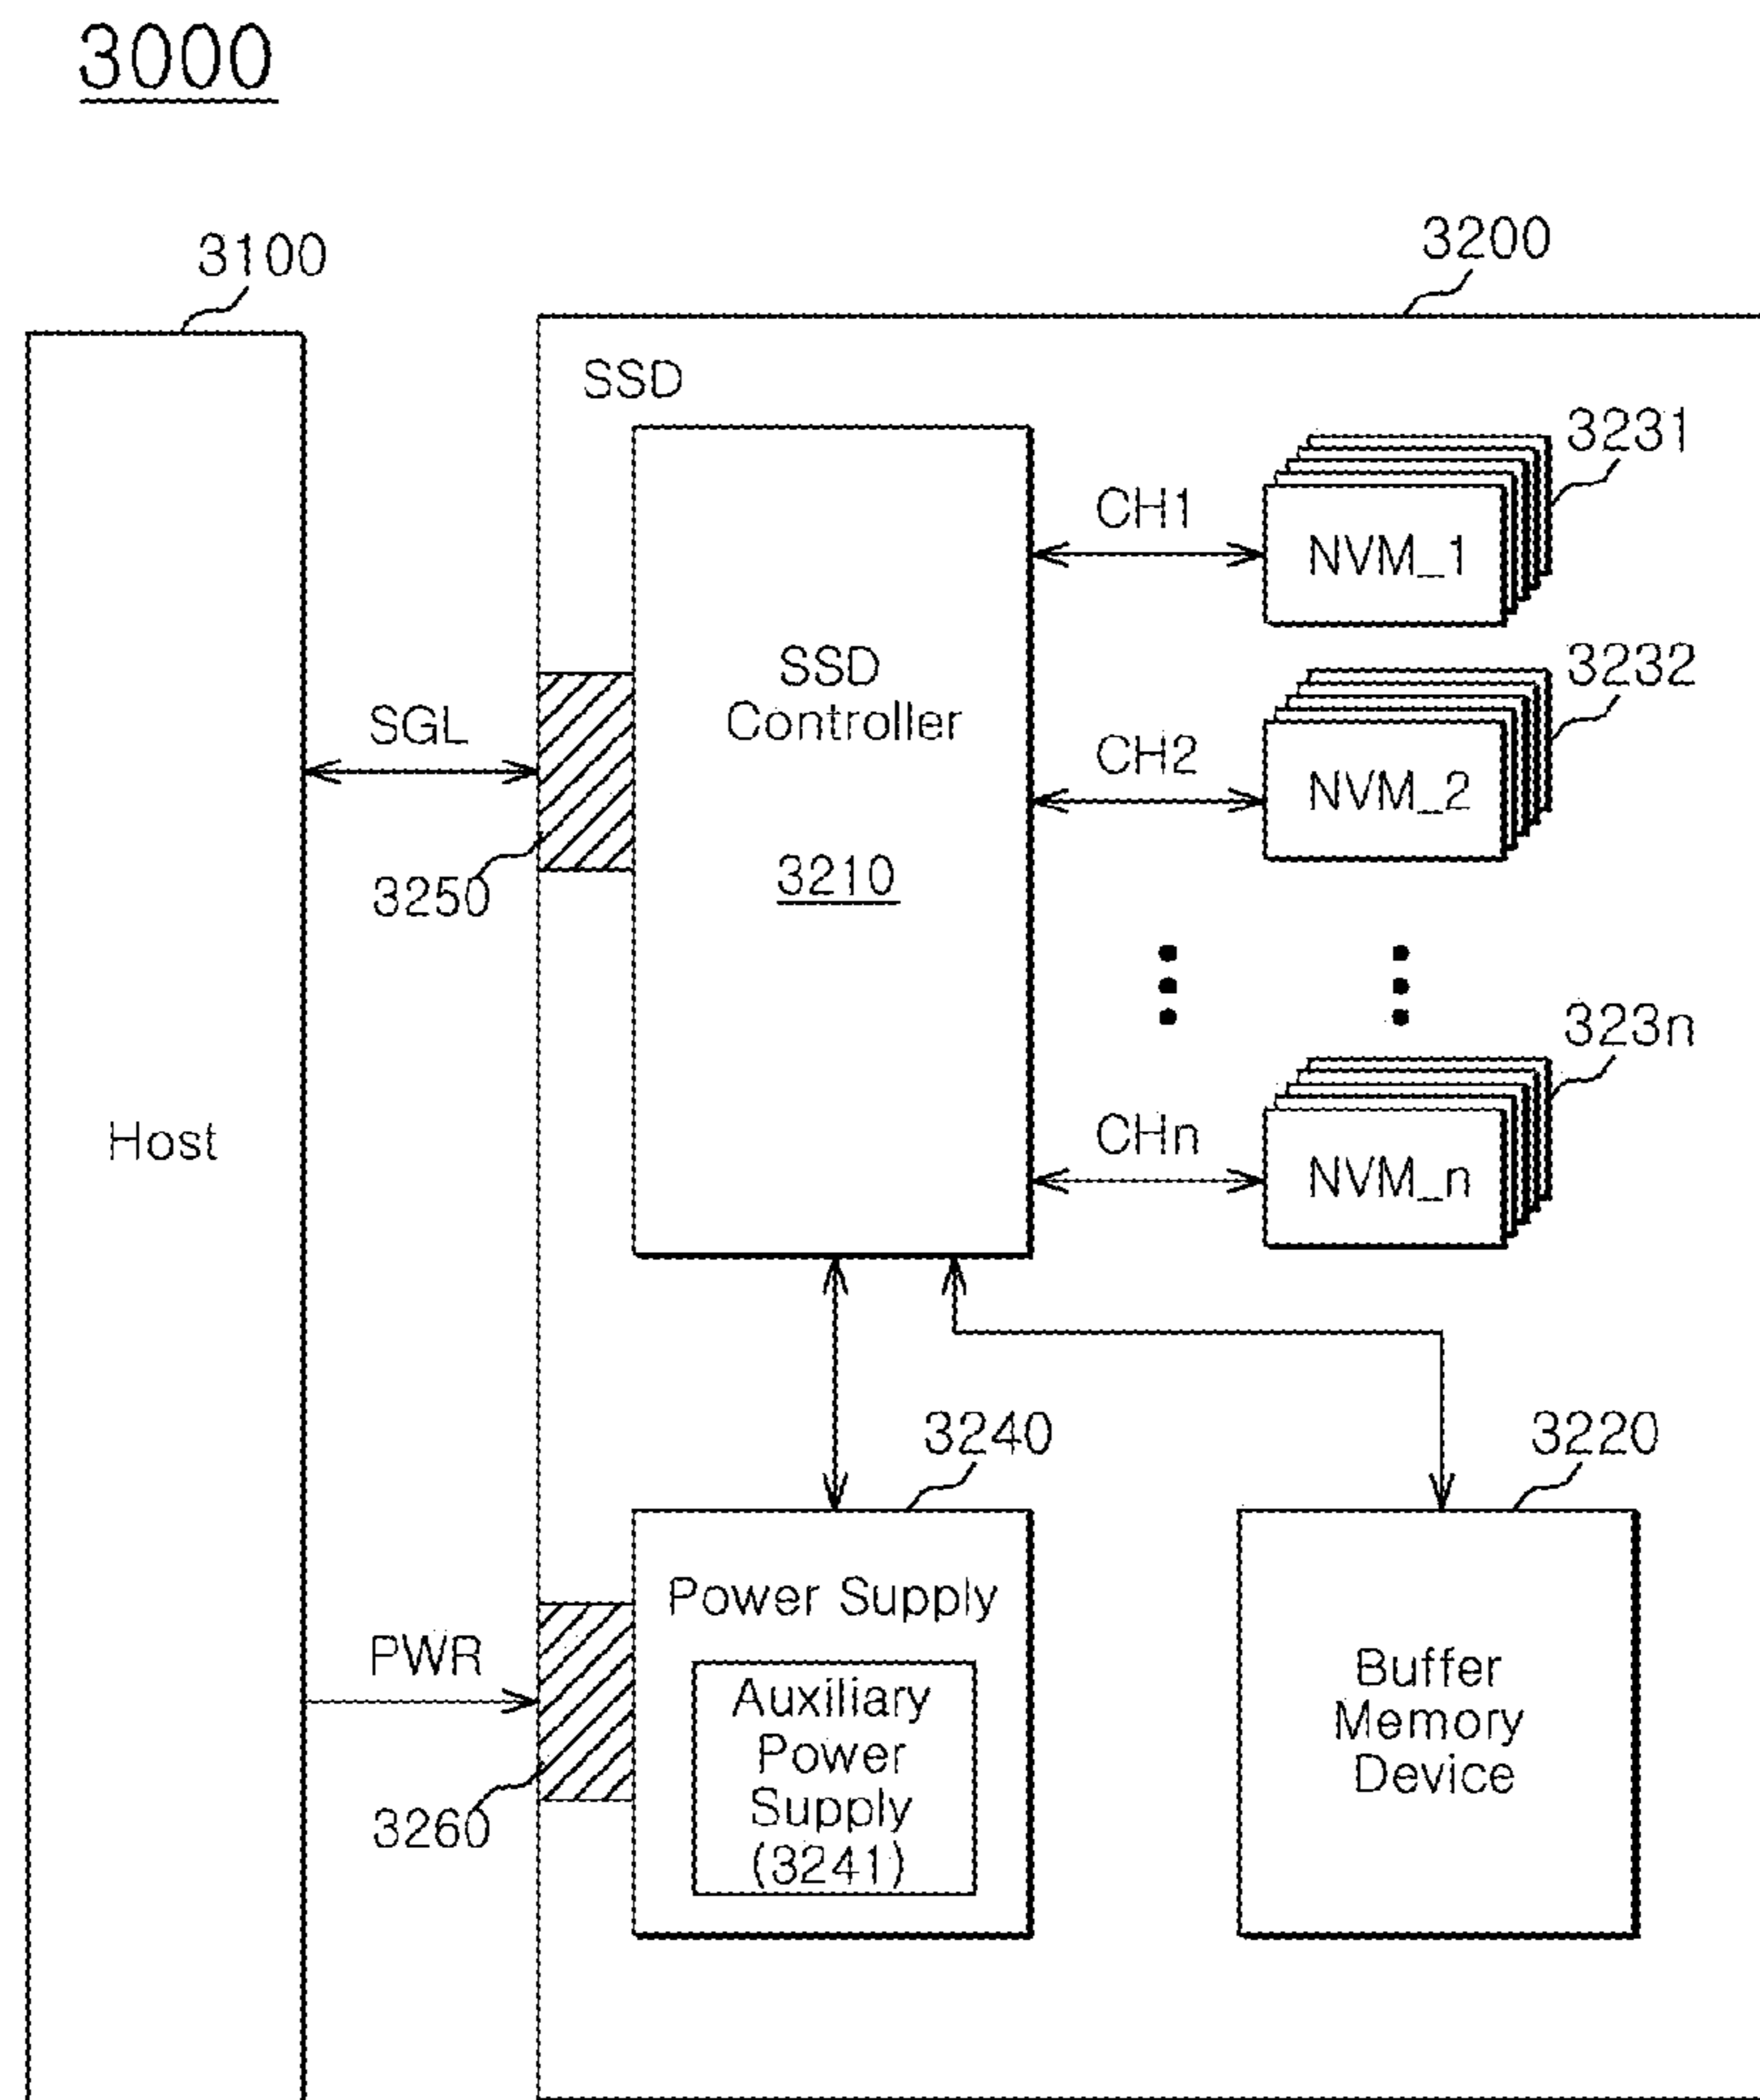 3000
3100
3200
SSD
3231
CH1
NVM_1
SSD
Controller
3210
3232
SGL
CH2
NVM_2
3250
323n
Host
CHn
NVM_n
3240
3220
Power Supply
PWR
Auxiliary
Power
Supply
(3241)
Buffer
Memory
Device
3260